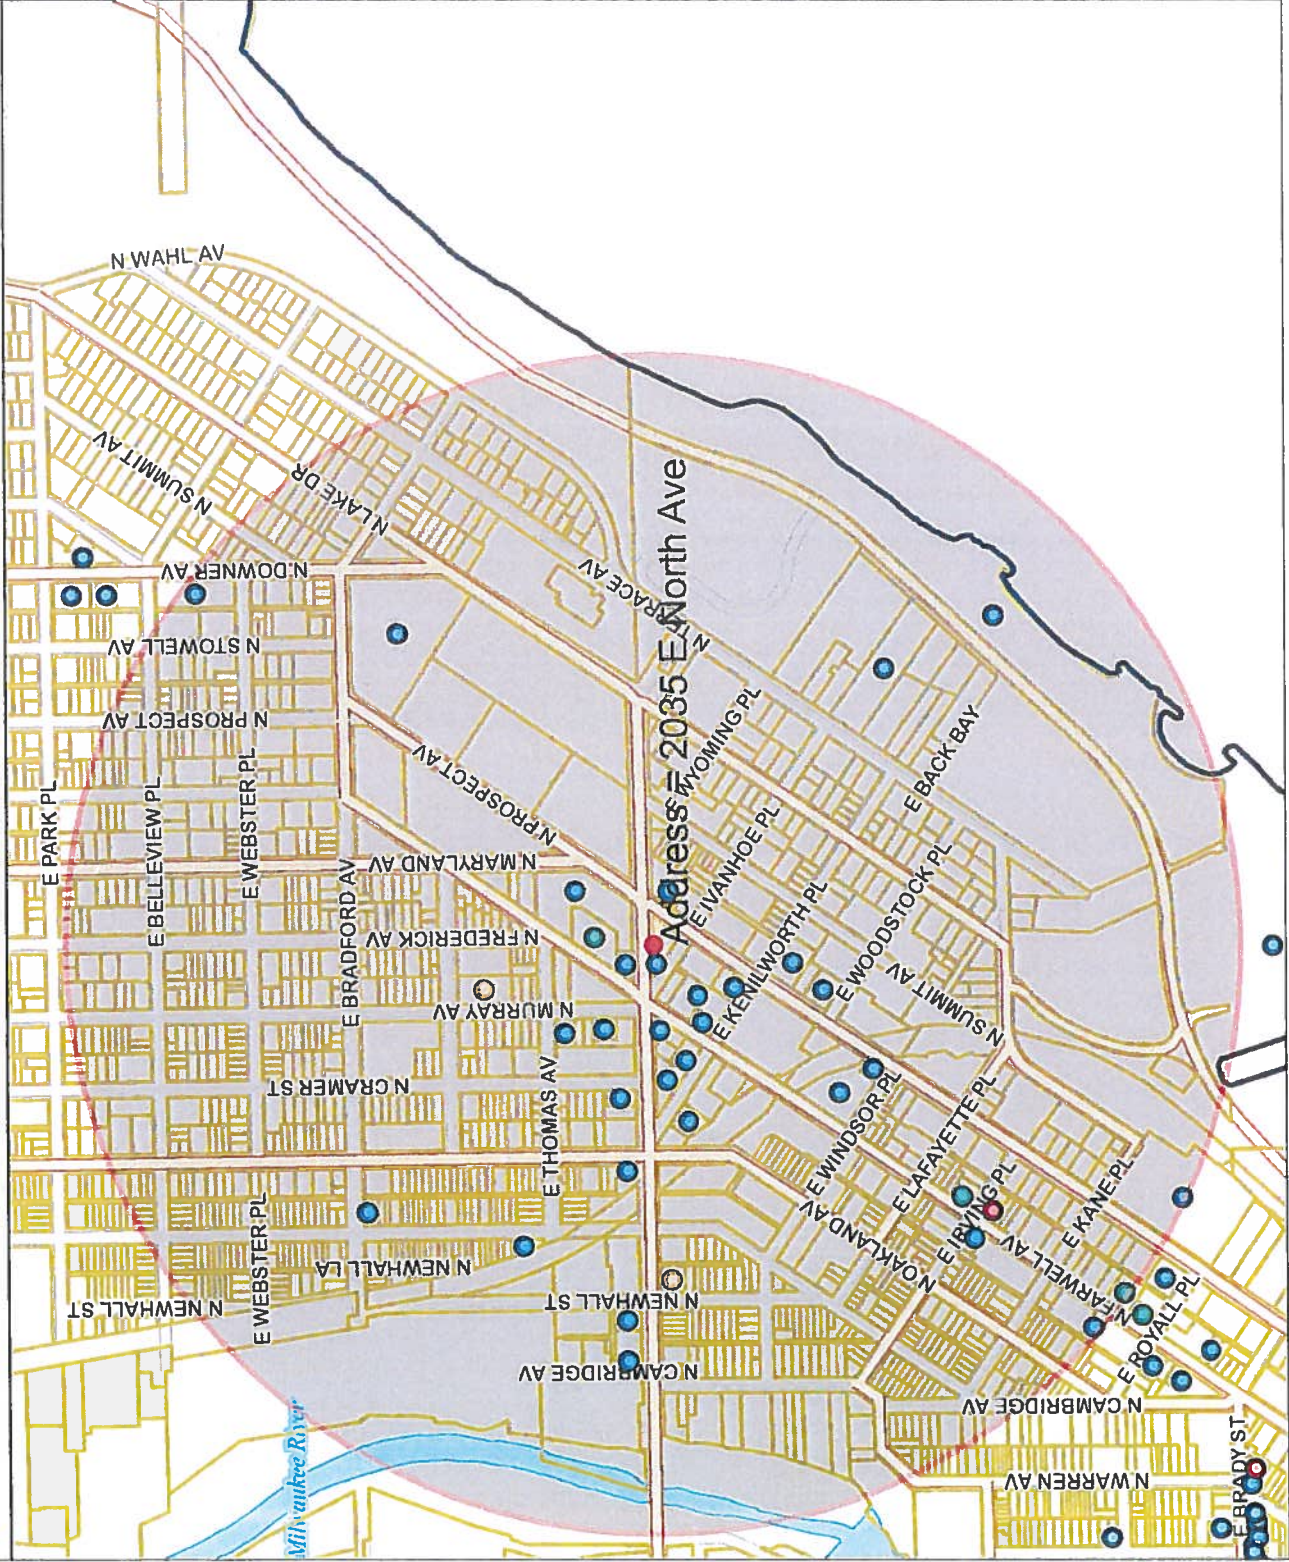 N WAHL AV
N SUMMIT AV
N LAKE DR
N DOWNER AV
N STOWELL AV
N PROSPECT AV
E PARK PL
E BELLEVIEW PL
E WEBSTER PL
E BRADFORD AV
N MARYLAND AV
N PROSPECT AV
N FREDERICK AV
N MURRAY AV
N CRAMER ST
E THOMAS AV
N TERRACE AV
Address = 2035 E North Ave
E WYOMING PL
E IVANHOE PL
E KENILWORTH PL
E BACK BAY
E WOODSTOCK PL
N SUMMIT AV
E WINDSOR PL
E LAFAYETTE PL
E IRVING PL
E KANE PL
N OAKLAND AV
N FARWELL AV
E ROYALL PL
N NEWHALL LA
N NEWHALL ST
E WEBSTER PL
N NEWHALL ST
N CAMBRIDGE AV
N CAMBRIDGE AV
N WARREN AV
E BRADY ST
Milwaukee River